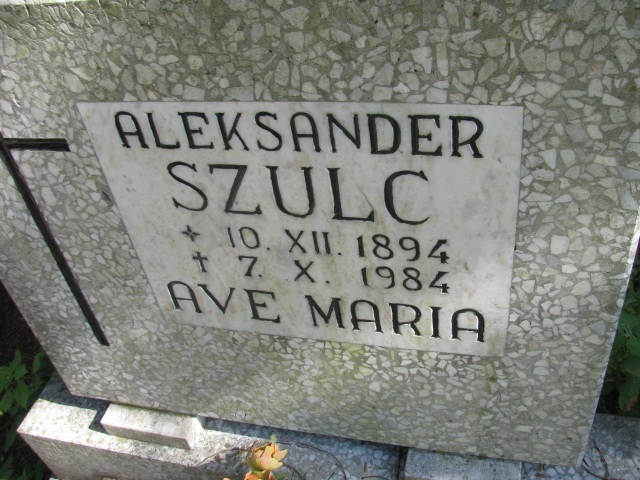 ALEKSANDER
SZULC
* 10. XII. 1894
† 7. X. 1984
AVE MARIA